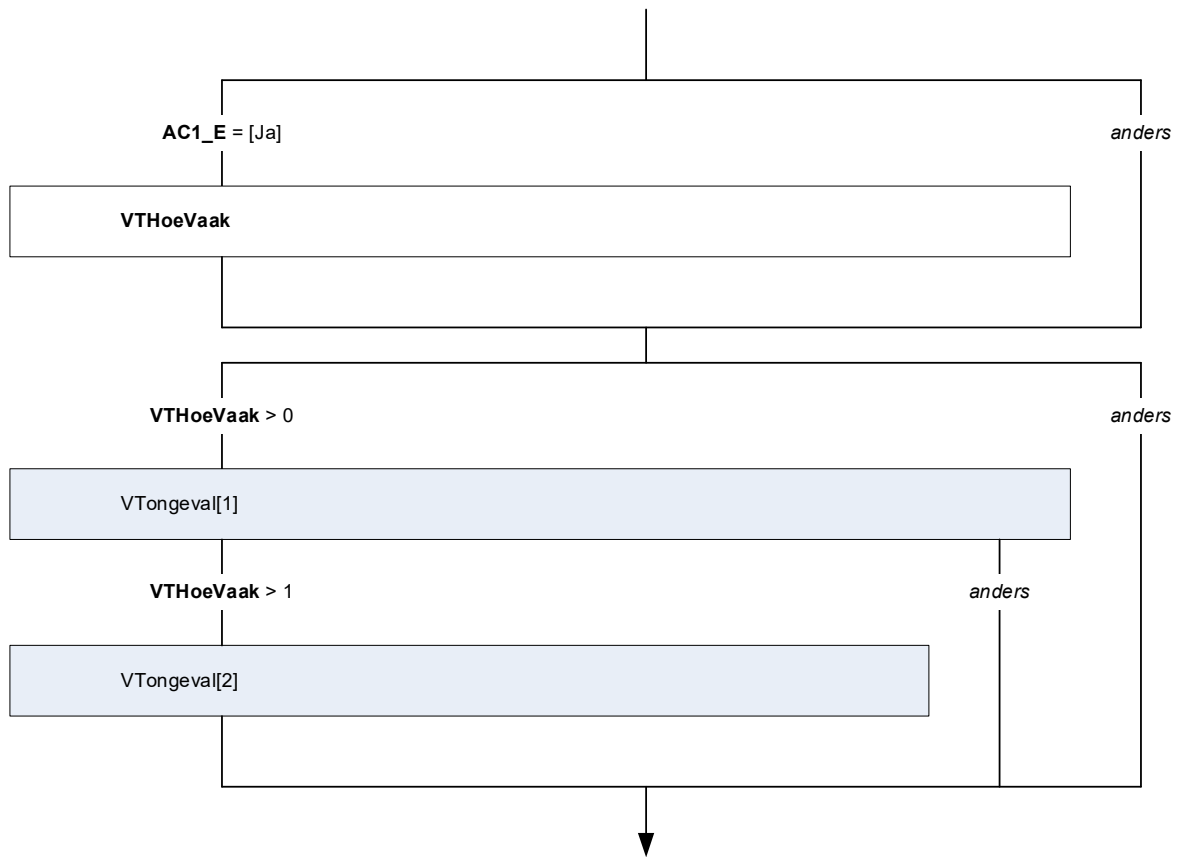 AC1_E = [Ja]
anders
VTHoeVaak
VTHoeVaak > 0
anders
VTongeval[1]
VTHoeVaak > 1
anders
VTongeval[2]